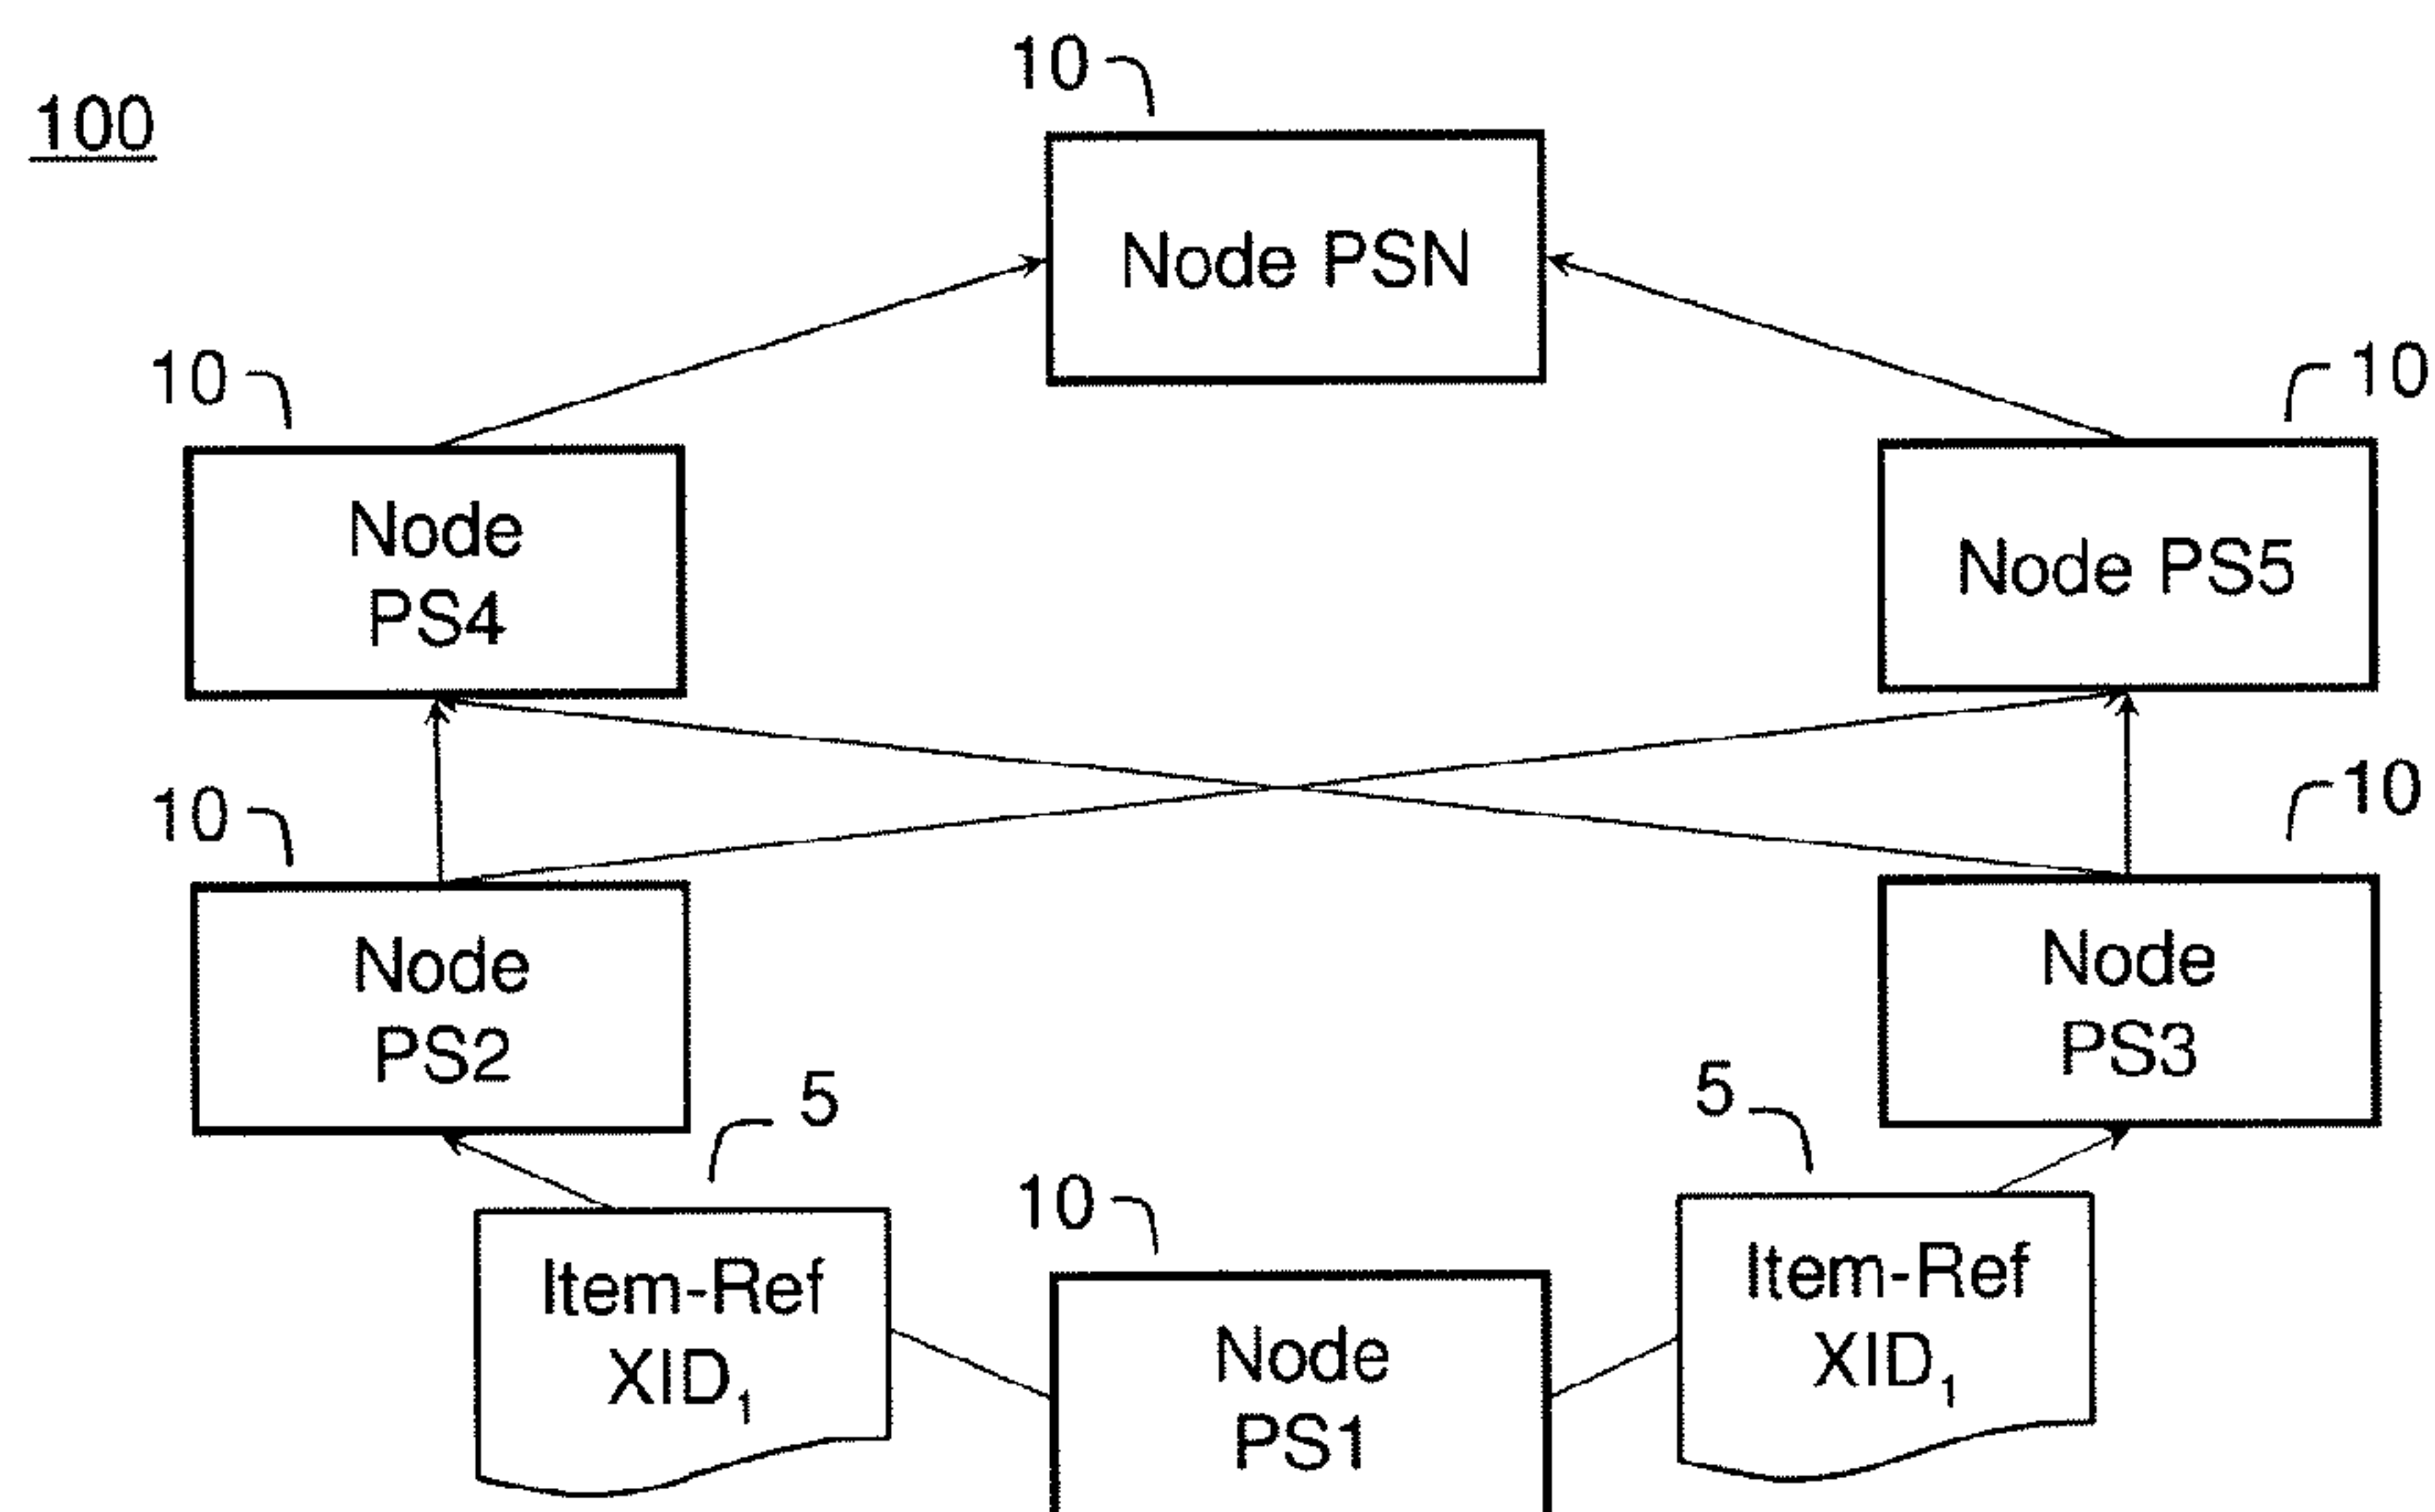 10
100
Node PSN
10
10
Node
PS4
Node PS5
10
10
Node
PS2
Node
PS3
5
5
10
Item-Ref
XID₁
Item-Ref
XID₁
Node
PS1